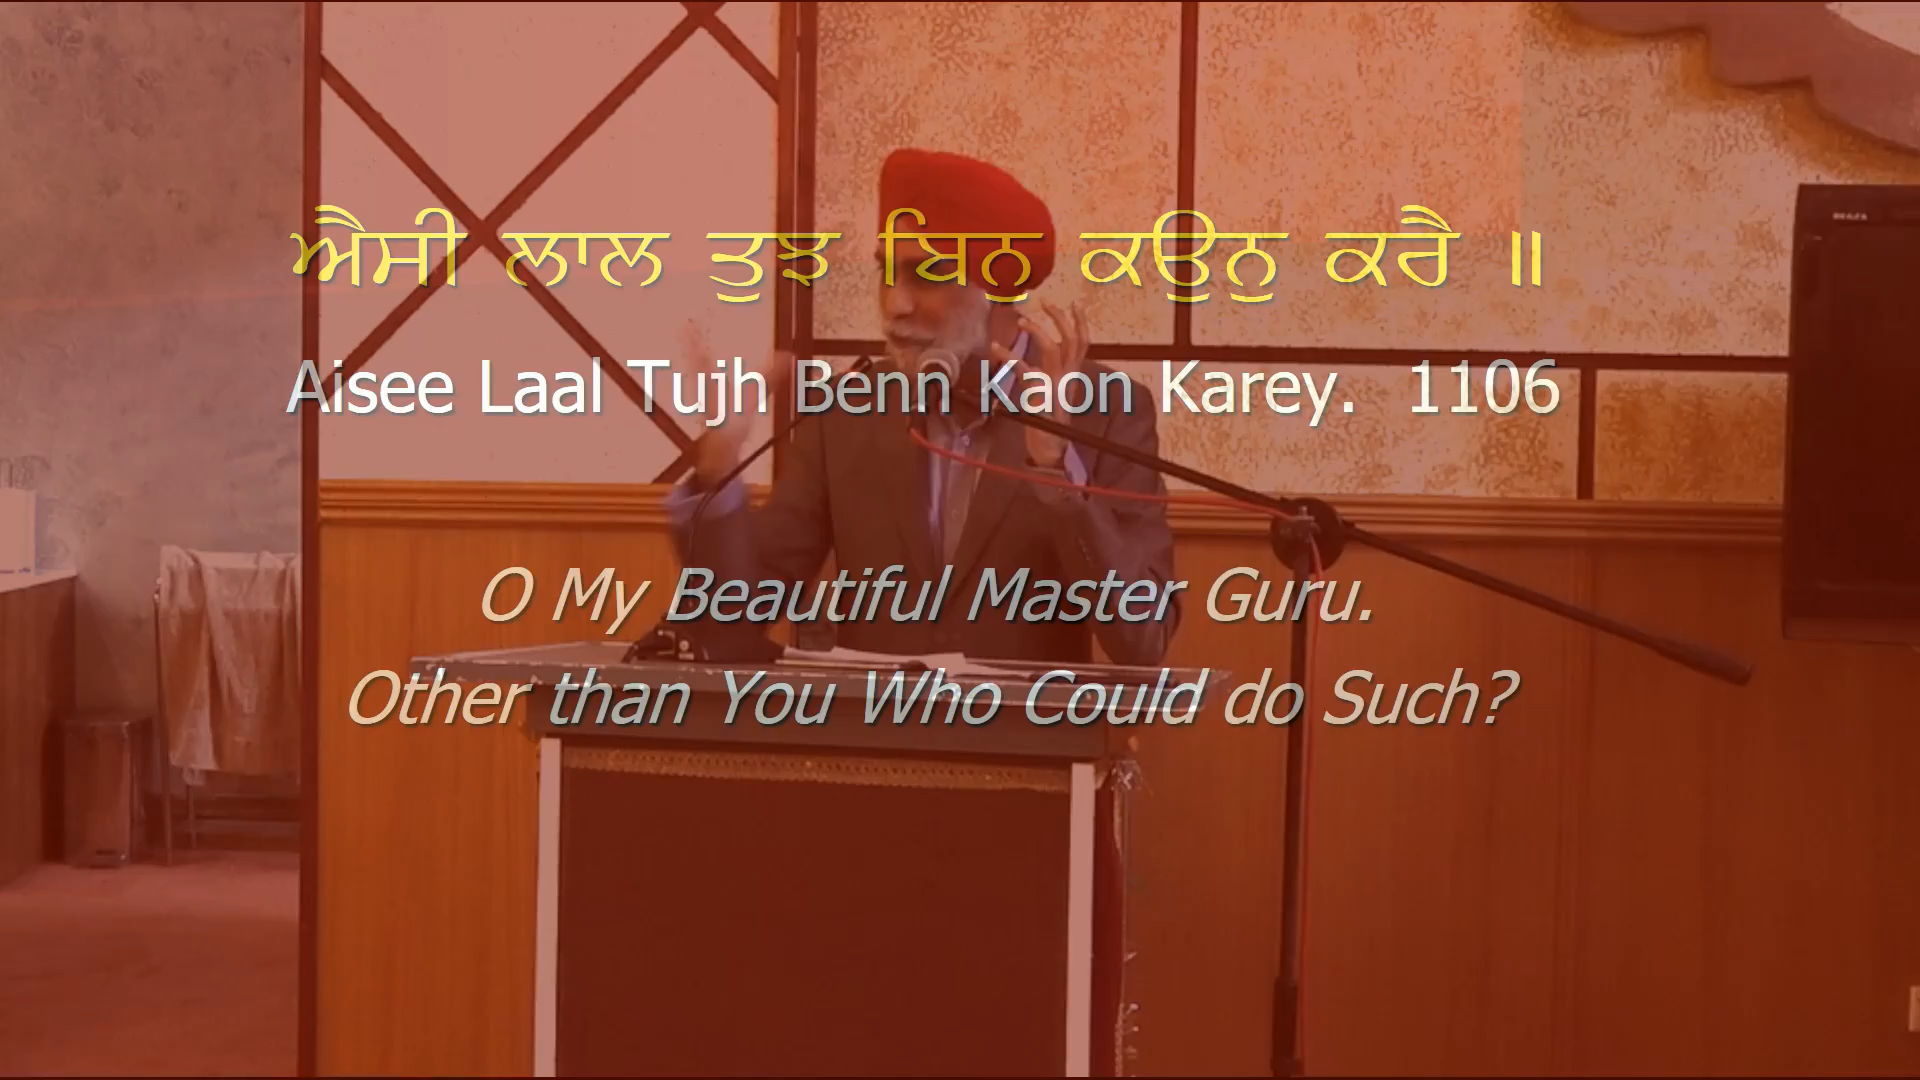 ਐਸੀ ਲਾਲ ਤੁਝ ਬਿਨੁ ਕਉਨੁ ਕਰੈ ॥
Aisee Laal Tujh Benn Kaon Karey. 1106
O My Beautiful Master Guru.
Other than You Who Could do Such?